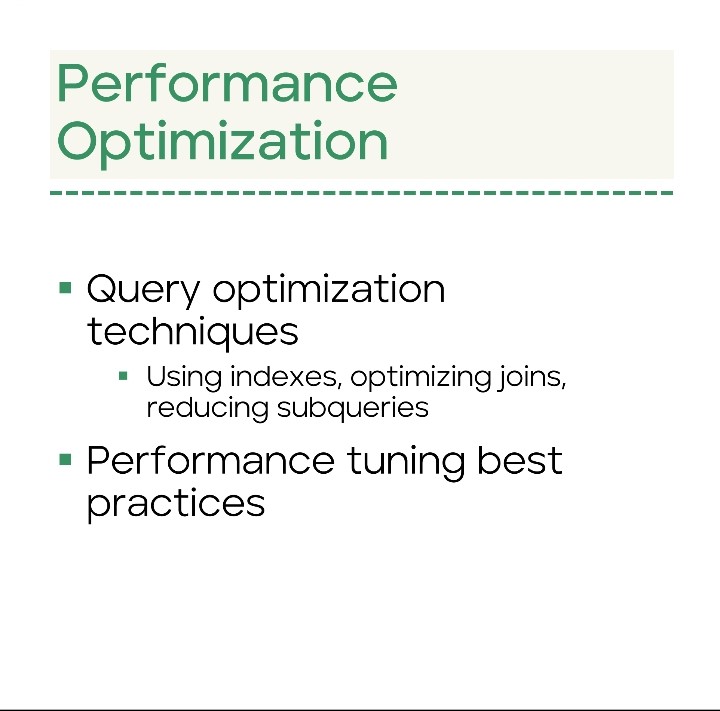 Performance
Optimization
Query optimization
techniques
Using indexes, optimizing joins,
reducing subqueries
Performance tuning best
practices